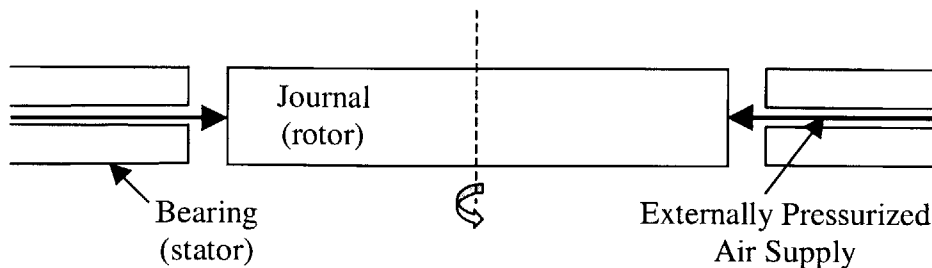 Journal
(rotor)
Bearing
(stator)
Externally Pressurized
Air Supply